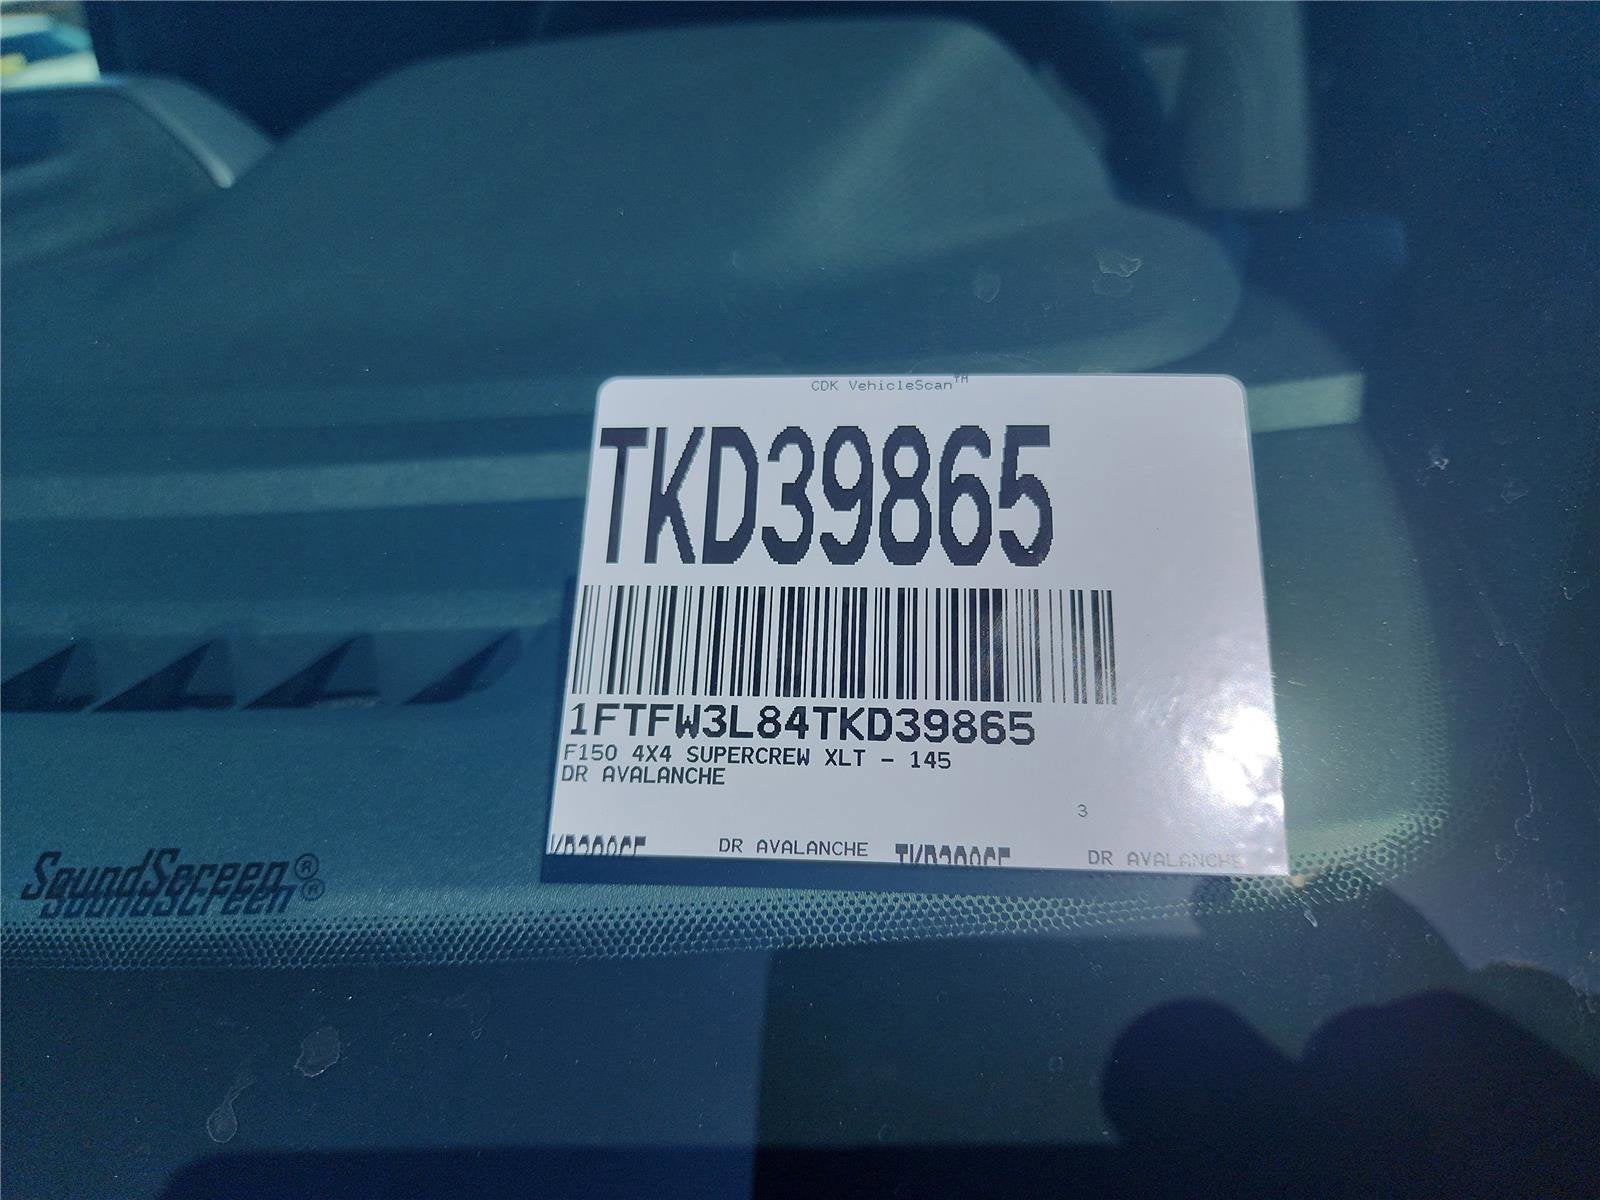 CDK VehicleScan™
TKD39865
1FTFW3L84TKD39865
F150 4X4 SUPERCREW XLT - 145
DR AVALANCHE
3
DR AVALANCHE
DR AVALANCHE
SoundScreen®